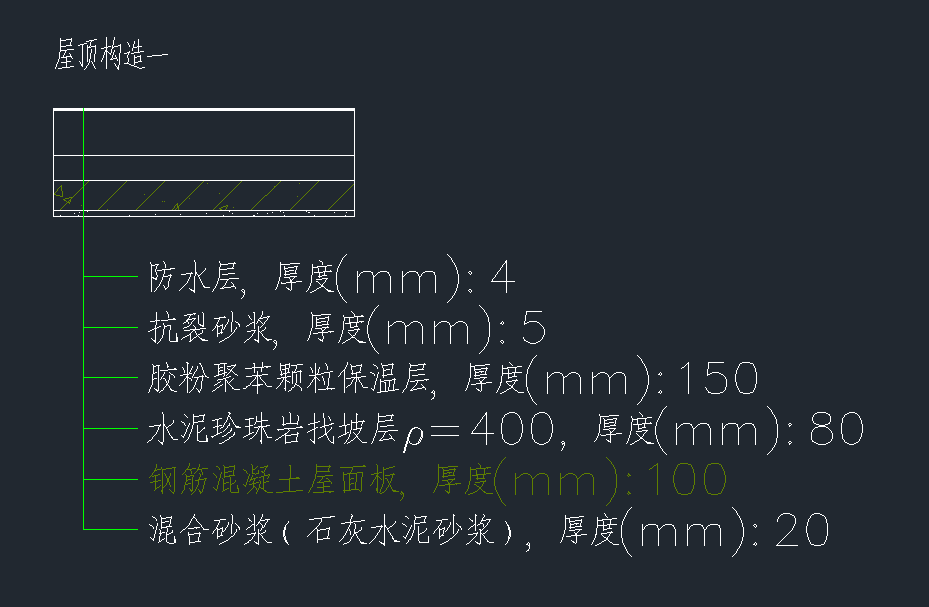 屋顶构造一
防水层, 厚度(mm): 4
抗裂砂浆, 厚度(mm): 5
胶粉聚苯颗粒保温层, 厚度(mm): 150
水泥珍珠岩找坡层ρ=400, 厚度(mm): 80
钢筋混凝土屋面板, 厚度(mm): 100
混合砂浆(石灰水泥砂浆), 厚度(mm): 20